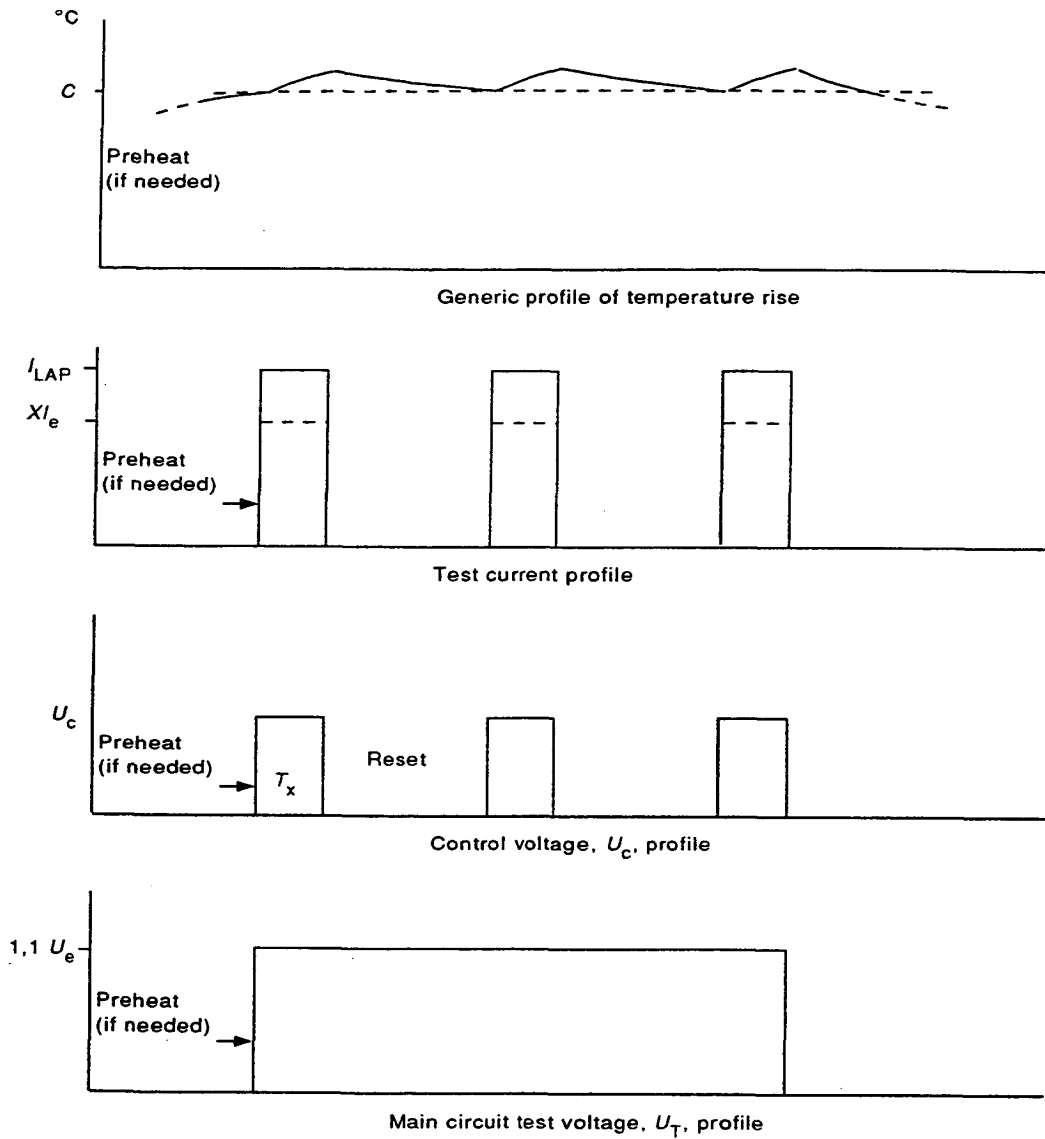 °C
C
Preheat
(if needed)
Generic profile of temperature rise
I_LAP
XI_e
Preheat
(if needed)
Test current profile
U_c
Preheat
(if needed)
T_x
Reset
Control voltage, U_c, profile
1,1 U_e
Preheat
(if needed)
Main circuit test voltage, U_T, profile